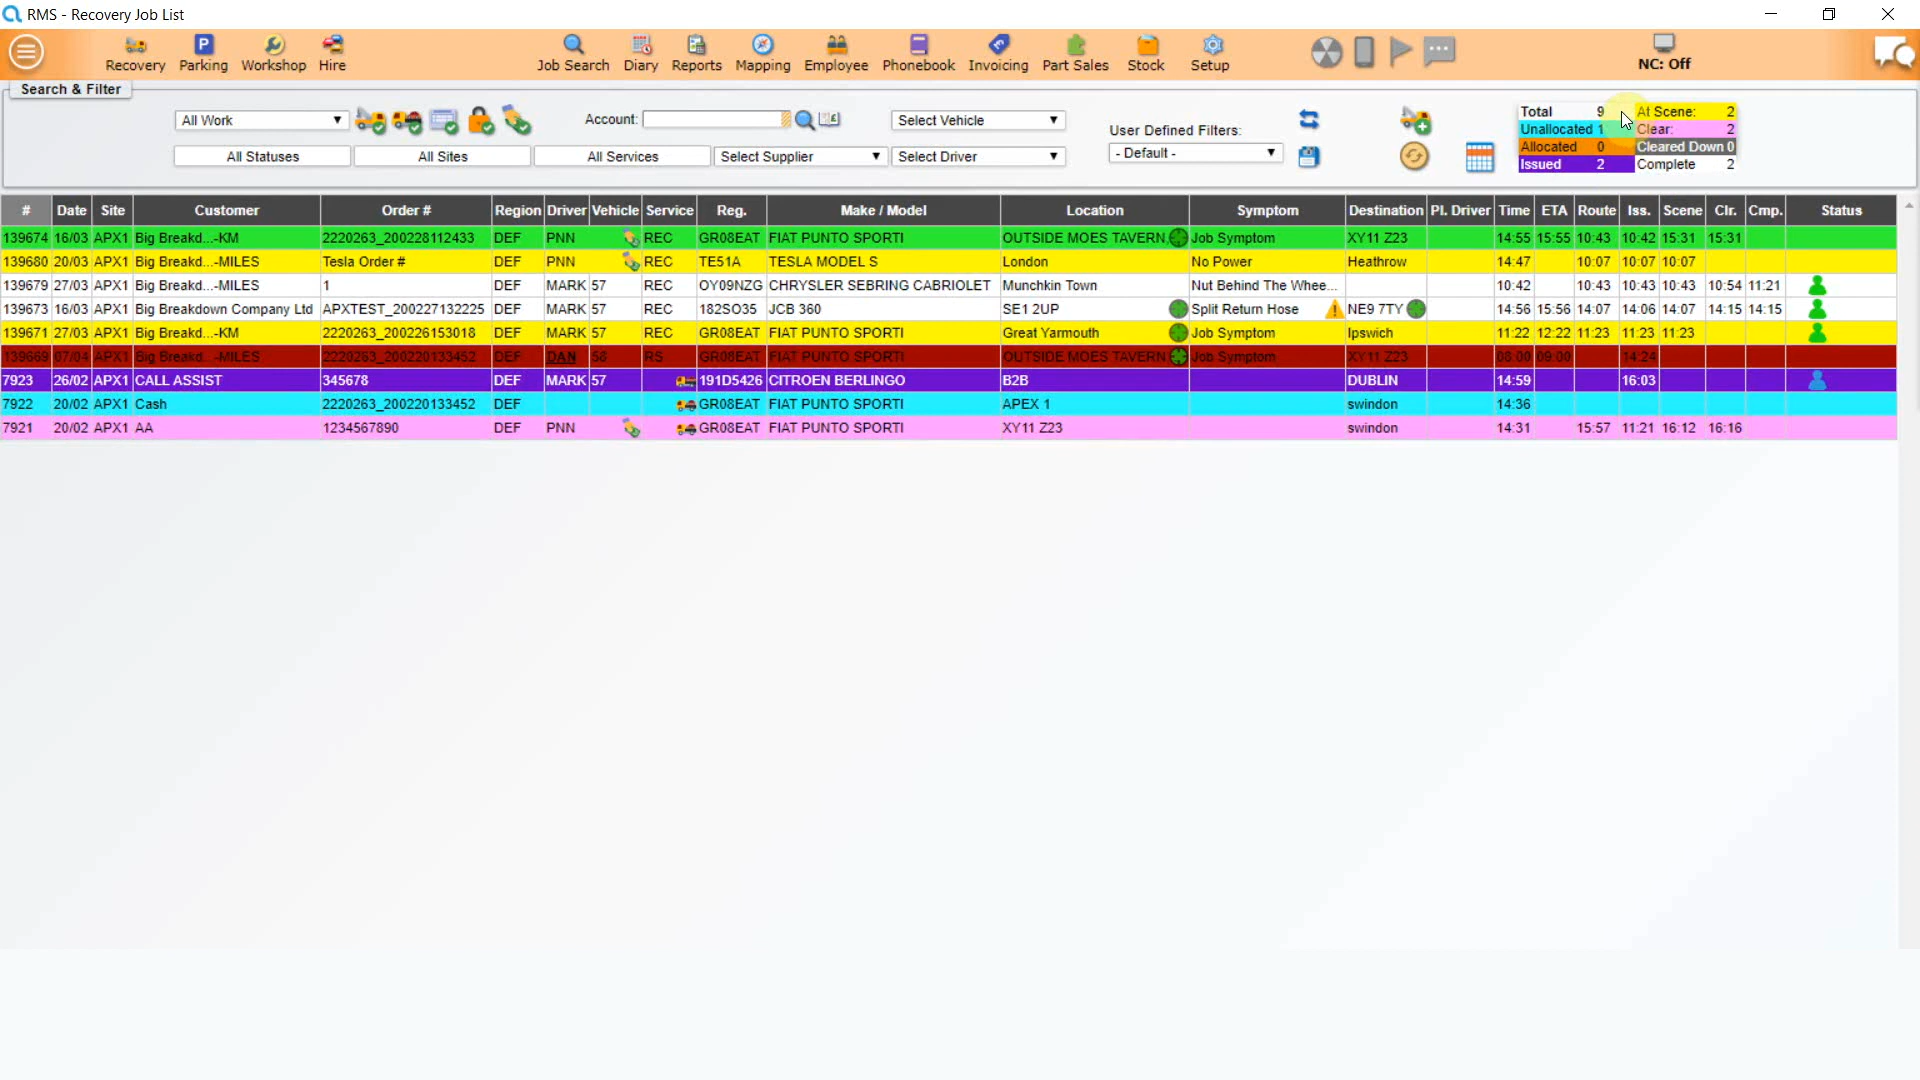 RMS - Recovery Job List
Recovery Parking Workshop Hire Job Search Diary Reports Mapping Employee Phonebook Invoicing Part Sales Stock Setup NC: Off
Search & Filter
All Work Account: Select Vehicle User Defined Filters:
All Statuses All Sites All Services Select Supplier Select Driver - Default -
Total 9 At Scene: 2
Unallocated 1 Clear: 2
Allocated 0 Cleared Down 0
Issued 2 Complete 2
# Date Site Customer Order # Region Driver Vehicle Service Reg. Make / Model Location Symptom Destination Pl. Driver Time ETA Route Iss. Scene Clr. Cmp. Status
139674 16/03 APX1 Big Breakd...-KM 2220263_200228112433 DEF PNN REC GR08EAT FIAT PUNTO SPORTI OUTSIDE MOES TAVERN, Job Symptom XY11 Z23 14:55 15:55 10:43 10:42 15:31 15:31
139680 20/03 APX1 Big Breakd...-MILES Tesla Order # DEF PNN REC TE51A TESLA MODEL S London No Power Heathrow 14:47 10:07 10:07 10:07
139679 27/03 APX1 Big Breakd...-MILES 1 DEF MARK 57 REC OY09NZG CHRYSLER SEBRING CABRIOLET Munchkin Town Nut Behind The Whee... 10:42 10:43 10:43 10:43 10:54 11:21
139673 16/03 APX1 Big Breakdown Company Ltd APXTEST_200227132225 DEF MARK 57 REC 182SO35 JCB 360 SE1 2UP Split Return Hose NE9 7TY 14:56 15:56 14:07 14:06 14:07 14:15 14:15
139671 27/03 APX1 Big Breakd...-KM 2220263_200226153018 DEF MARK 57 REC GR08EAT FIAT PUNTO SPORTI Great Yarmouth Job Symptom Ipswich 11:22 12:22 11:23 11:23 11:23
139669 07/04 APX1 Big Breakd...-MILES 2220263_200220133452 DEF DAN 58 RS GR08EAT FIAT PUNTO SPORTI OUTSIDE MOES TAVERN Job Symptom XY11 Z23 08:00 09:00 14:24
7923 26/02 APX1 CALL ASSIST 345678 DEF MARK 57 191D5426 CITROEN BERLINGO B2B DUBLIN 14:59 16:03
7922 20/02 APX1 Cash 2220263_200220133452 DEF GR08EAT FIAT PUNTO SPORTI APEX 1 swindon 14:36
7921 20/02 APX1 AA 1234567890 DEF PNN GR08EAT FIAT PUNTO SPORTI XY11 Z23 swindon 14:31 15:57 11:21 16:12 16:16